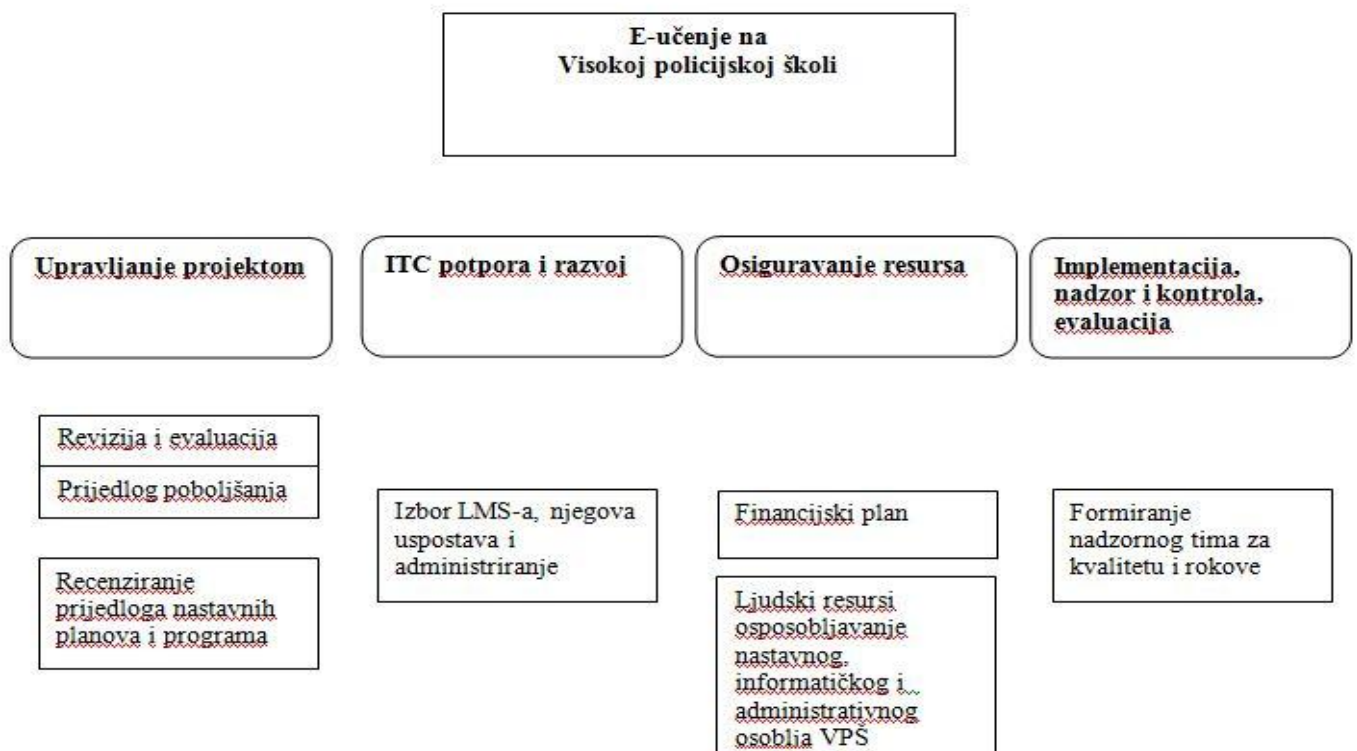 E-učenje na
Visokoj policijskoj školi
Upravljanje projektom
ITC potpora i razvoj
Osiguravanje resursa
Implementacija,
nadzor i kontrola,
evaluacija
Revizija i evaluacija
Prijedlog poboljšanja
Recenziranje
prijedloga nastavnih
planova i programa
Izbor LMS-a, njegova
uspostava i
administriranje
Financijski plan
Ljudski resursi
osposobljavanje
nastavnog,
informatičkog i
administrativnog
osoblja VPŠ
Formiranje
nadzornog tima za
kvalitetu i rokove